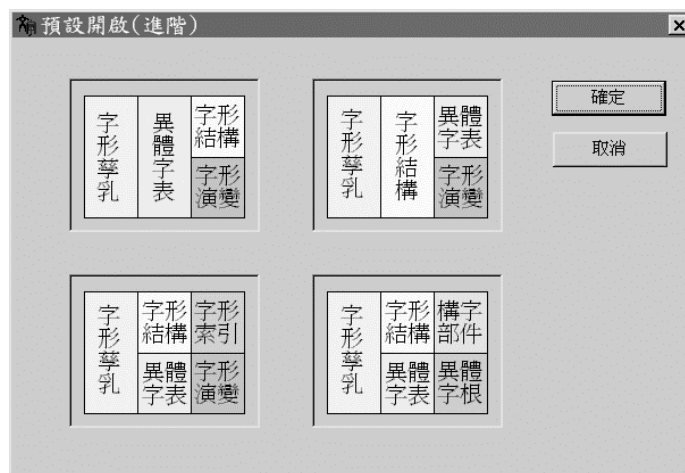 預設開啟(進階)
字形孳乳
異體字表
字形
結構
字形
演變
字形孳乳
字形結構
異體
字表
字形
演變
確定
取消
字形孳乳
字形
結構
字形
索引
異體
字表
字形
演變
字形孳乳
字形
結構
構字
部件
異體
字表
異體
字根